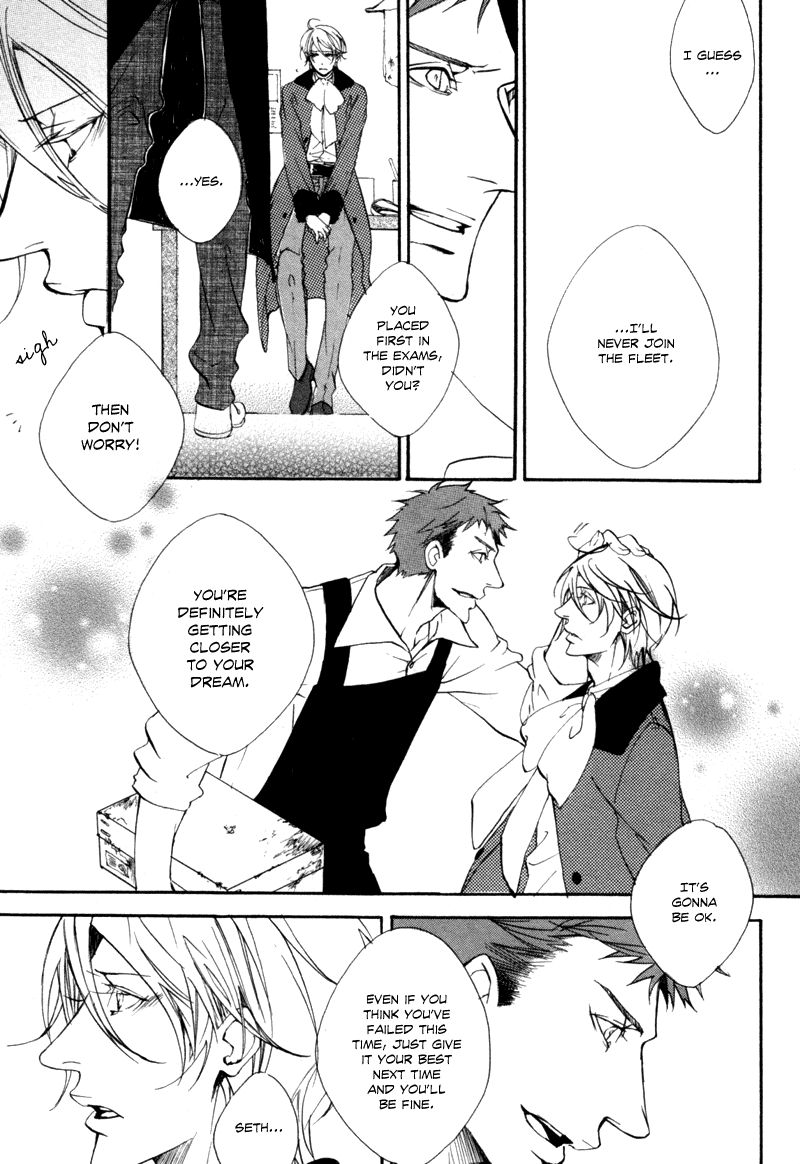 I GUESS
...
...I'LL
NEVER JOIN
THE FLEET.
YOU
PLACED
FIRST IN
THE EXAMS,
DIDN'T
YOU?
...YES.
sigh
THEN
DON'T
WORRY!
YOU'RE
DEFINITELY
GETTING
CLOSER
TO YOUR
DREAM.
IT'S
GONNA
BE OK.
EVEN IF YOU
THINK YOU'VE
FAILED THIS
TIME, JUST GIVE
IT YOUR BEST
NEXT TIME
AND YOU'LL
BE FINE.
SETH...